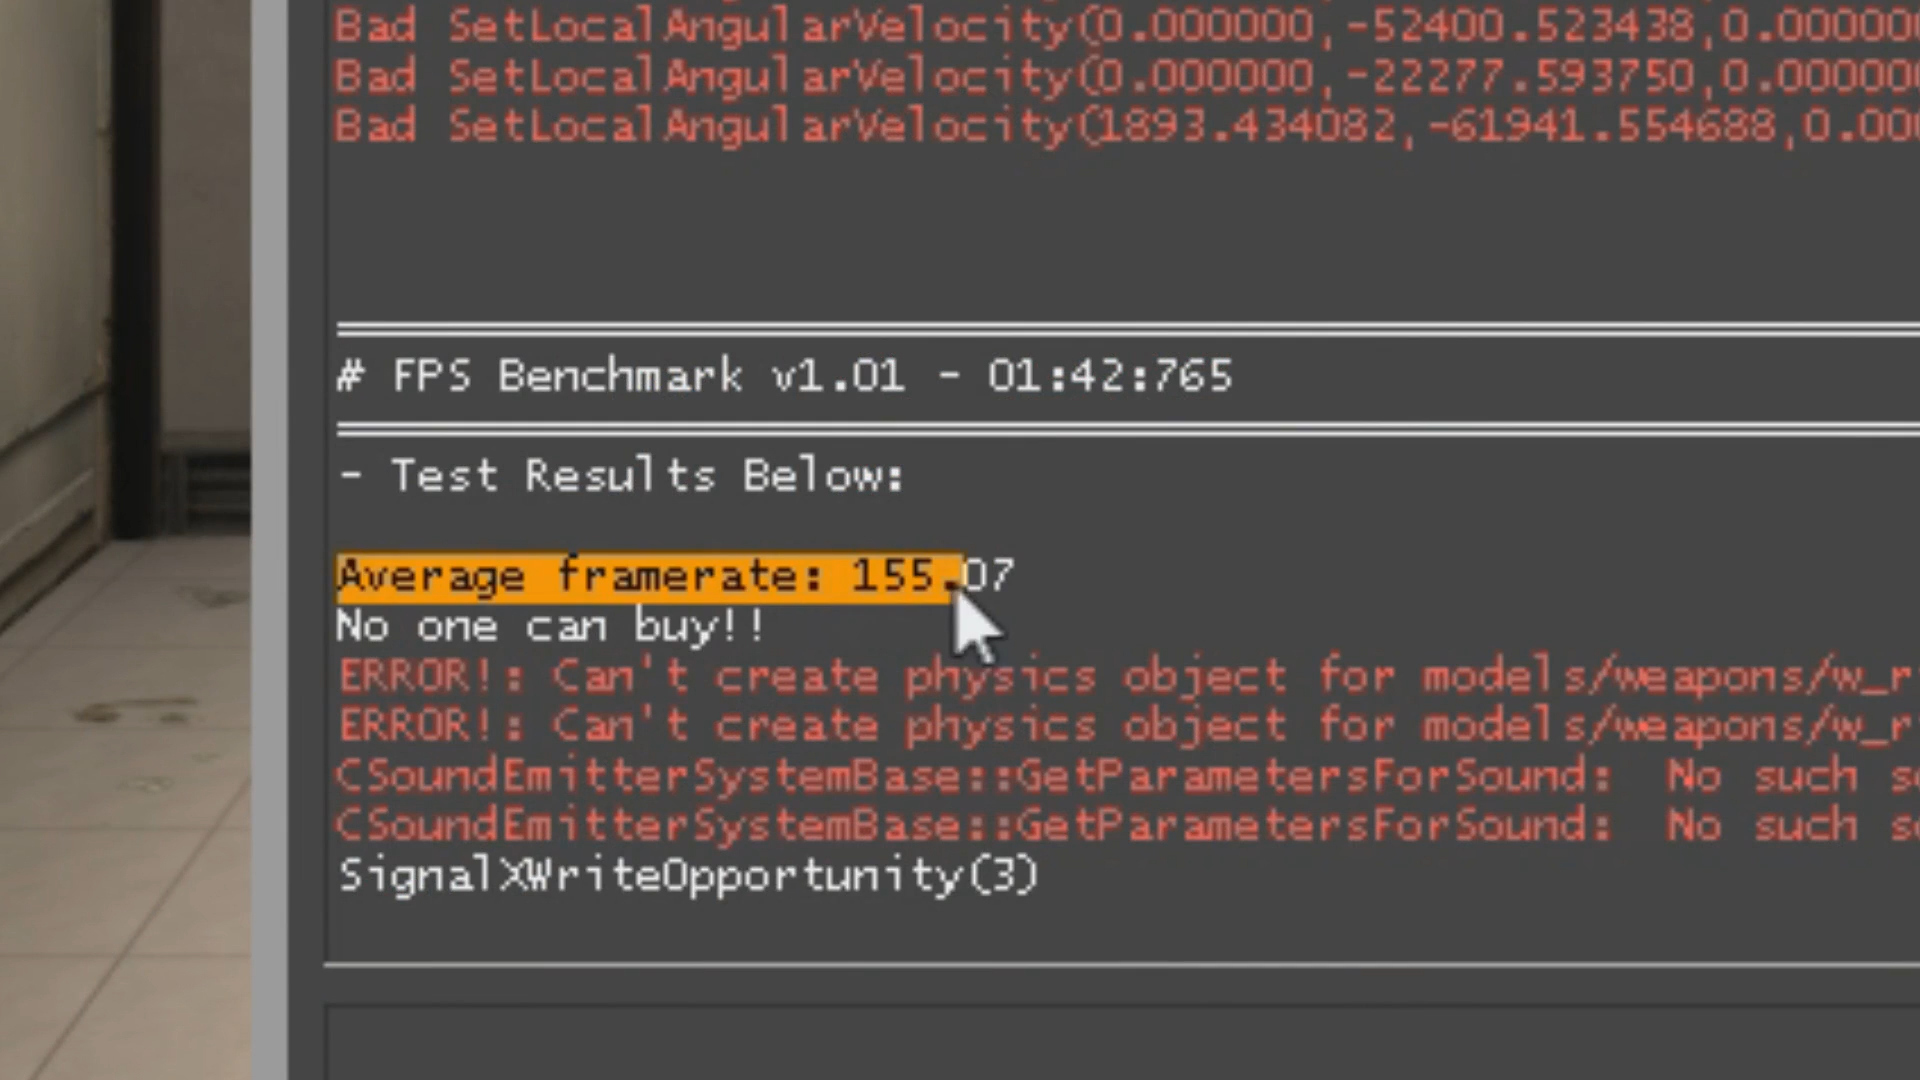 Bad SetLocalAngularVelocity(0.000000,-52400.523438,0.000000
Bad SetLocalAngularVelocity(0.000000,-22277.593750,0.000000
Bad SetLocalAngularVelocity(1893.434082,-61941.554688,0.000
# FPS Benchmark v1.01 - 01:42:765
- Test Results Below:
Average framerate: 155.07
No one can buy!!
ERROR!: Can't create physics object for models/weapons/w_r
ERROR!: Can't create physics object for models/weapons/w_r
CSoundEmitterSystemBase::GetParametersForSound:  No such s
CSoundEmitterSystemBase::GetParametersForSound:  No such s
SignalXWriteOpportunity(3)